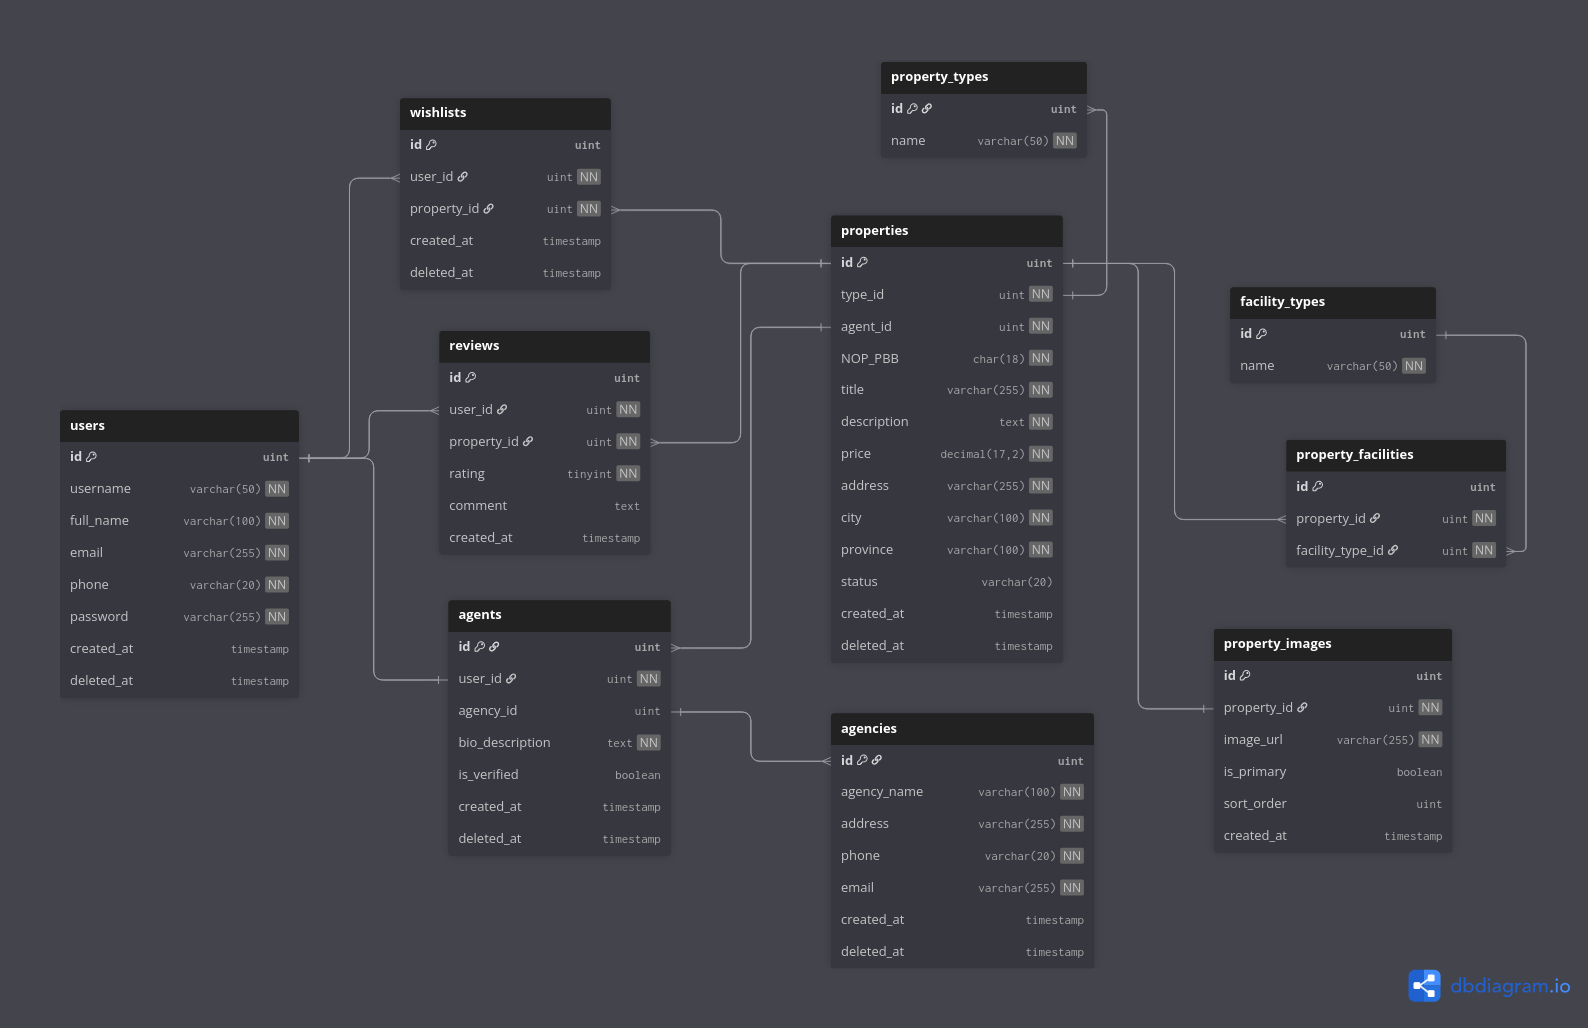 property_types
id uint
name varchar(50) NN
wishlists
id uint
user_id uint NN
property_id uint NN
created_at timestamp
deleted_at timestamp
properties
id uint
type_id uint NN
agent_id uint NN
NOP_PBB char(18) NN
title varchar(255) NN
description text NN
price decimal(17,2) NN
address varchar(255) NN
city varchar(100) NN
province varchar(100) NN
status varchar(20)
created_at timestamp
deleted_at timestamp
facility_types
id uint
name varchar(50) NN
reviews
id uint
user_id uint NN
property_id uint NN
rating tinyint NN
comment text
created_at timestamp
users
id uint
username varchar(50) NN
full_name varchar(100) NN
email varchar(255) NN
phone varchar(20) NN
password varchar(255) NN
created_at timestamp
deleted_at timestamp
property_facilities
id uint
property_id uint NN
facility_type_id uint NN
agents
id uint
user_id uint NN
agency_id uint
bio_description text NN
is_verified boolean
created_at timestamp
deleted_at timestamp
property_images
id uint
property_id uint NN
image_url varchar(255) NN
is_primary boolean
sort_order uint
created_at timestamp
agencies
id uint
agency_name varchar(100) NN
address varchar(255) NN
phone varchar(20) NN
email varchar(255) NN
created_at timestamp
deleted_at timestamp
dbdiagram.io